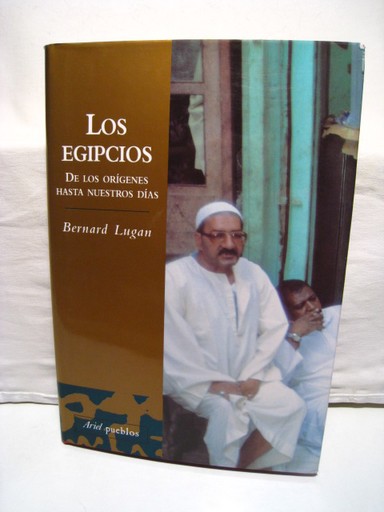 LOS
EGIPCIOS
DE LOS ORÍGENES
HASTA NUESTROS DÍAS
Bernard Lugan
Ariel pueblos